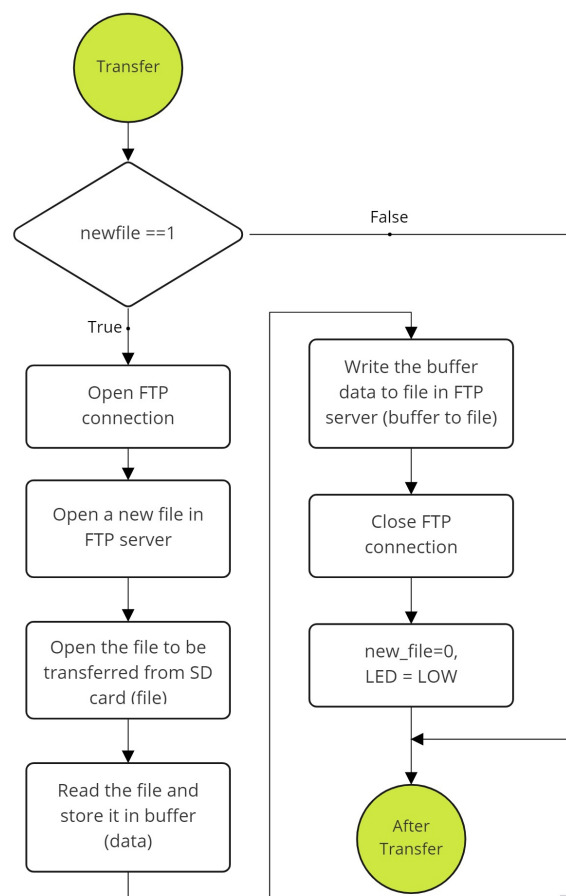 Transfer
newfile ==1
False
True
Open FTP
connection
Open a new file in
FTP server
Open the file to be
transferred from SD
card (file)
Read the file and
store it in buffer
(data)
Write the buffer
data to file in FTP
server (buffer to file)
Close FTP
connection
new_file=0,
LED = LOW
After
Transfer